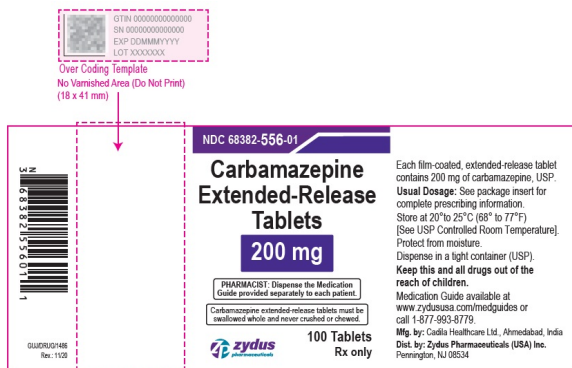 GTIN 00000000000000
SN 00000000000000
EXP DDMMMYYYY
LOT XXXXXXX
Over Coding Template
No Varnished Area (Do Not Print)
(18 x 41 mm)
N
3 68382 55601 1
GUJ/DRUG/1486
Rev.: 11/20
NDC 68382-556-01
Carbamazepine
Extended-Release
Tablets
200 mg
PHARMACIST: Dispense the Medication
Guide provided separately to each patient.
Carbamazepine extended-release tablets must be
swallowed whole and never crushed or chewed.
zydus
pharmaceuticals
100 Tablets
Rx only
Each film-coated, extended-release tablet
contains 200 mg of carbamazepine, USP.
Usual Dosage: See package insert for
complete prescribing information.
Store at 20°to 25°C (68° to 77°F)
[See USP Controlled Room Temperature].
Protect from moisture.
Dispense in a tight container (USP).
Keep this and all drugs out of the
reach of children.
Medication Guide available at
www.zydususa.com/medguides or
call 1-877-993-8779.
Mfg. by: Cadila Healthcare Ltd., Ahmedabad, India
Dist. by: Zydus Pharmaceuticals (USA) Inc.
Pennington, NJ 08534